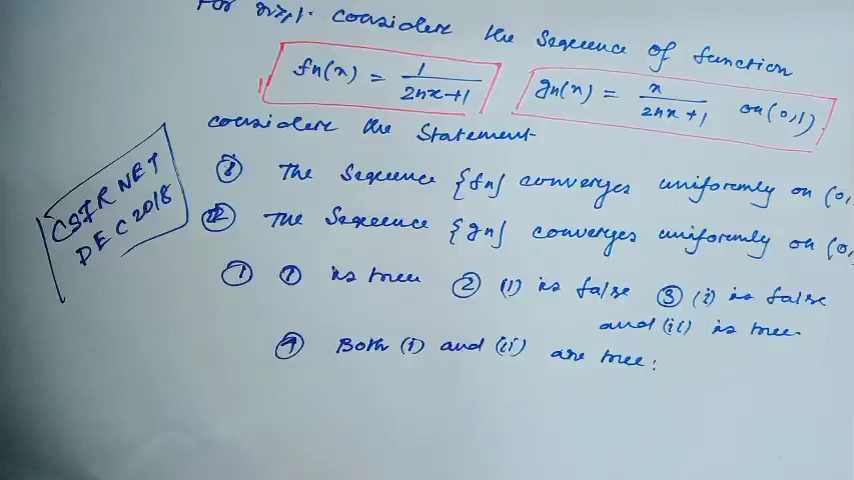 For n≥1. consider the Sequence of function
fn(x) = 1/(2nx+1)    gn(x) = x/(2nx+1) on (0,1).
consider the Statement
(i) The Sequence {fn} converges uniformly on (0,
(ii) The Sequence {gn} converges uniformly on (0,
CSIR NET
DEC 2018
① (i) is true ② (i) is false ③ (i) is false
and (ii) is true.
④ Both (i) and (ii) are true: